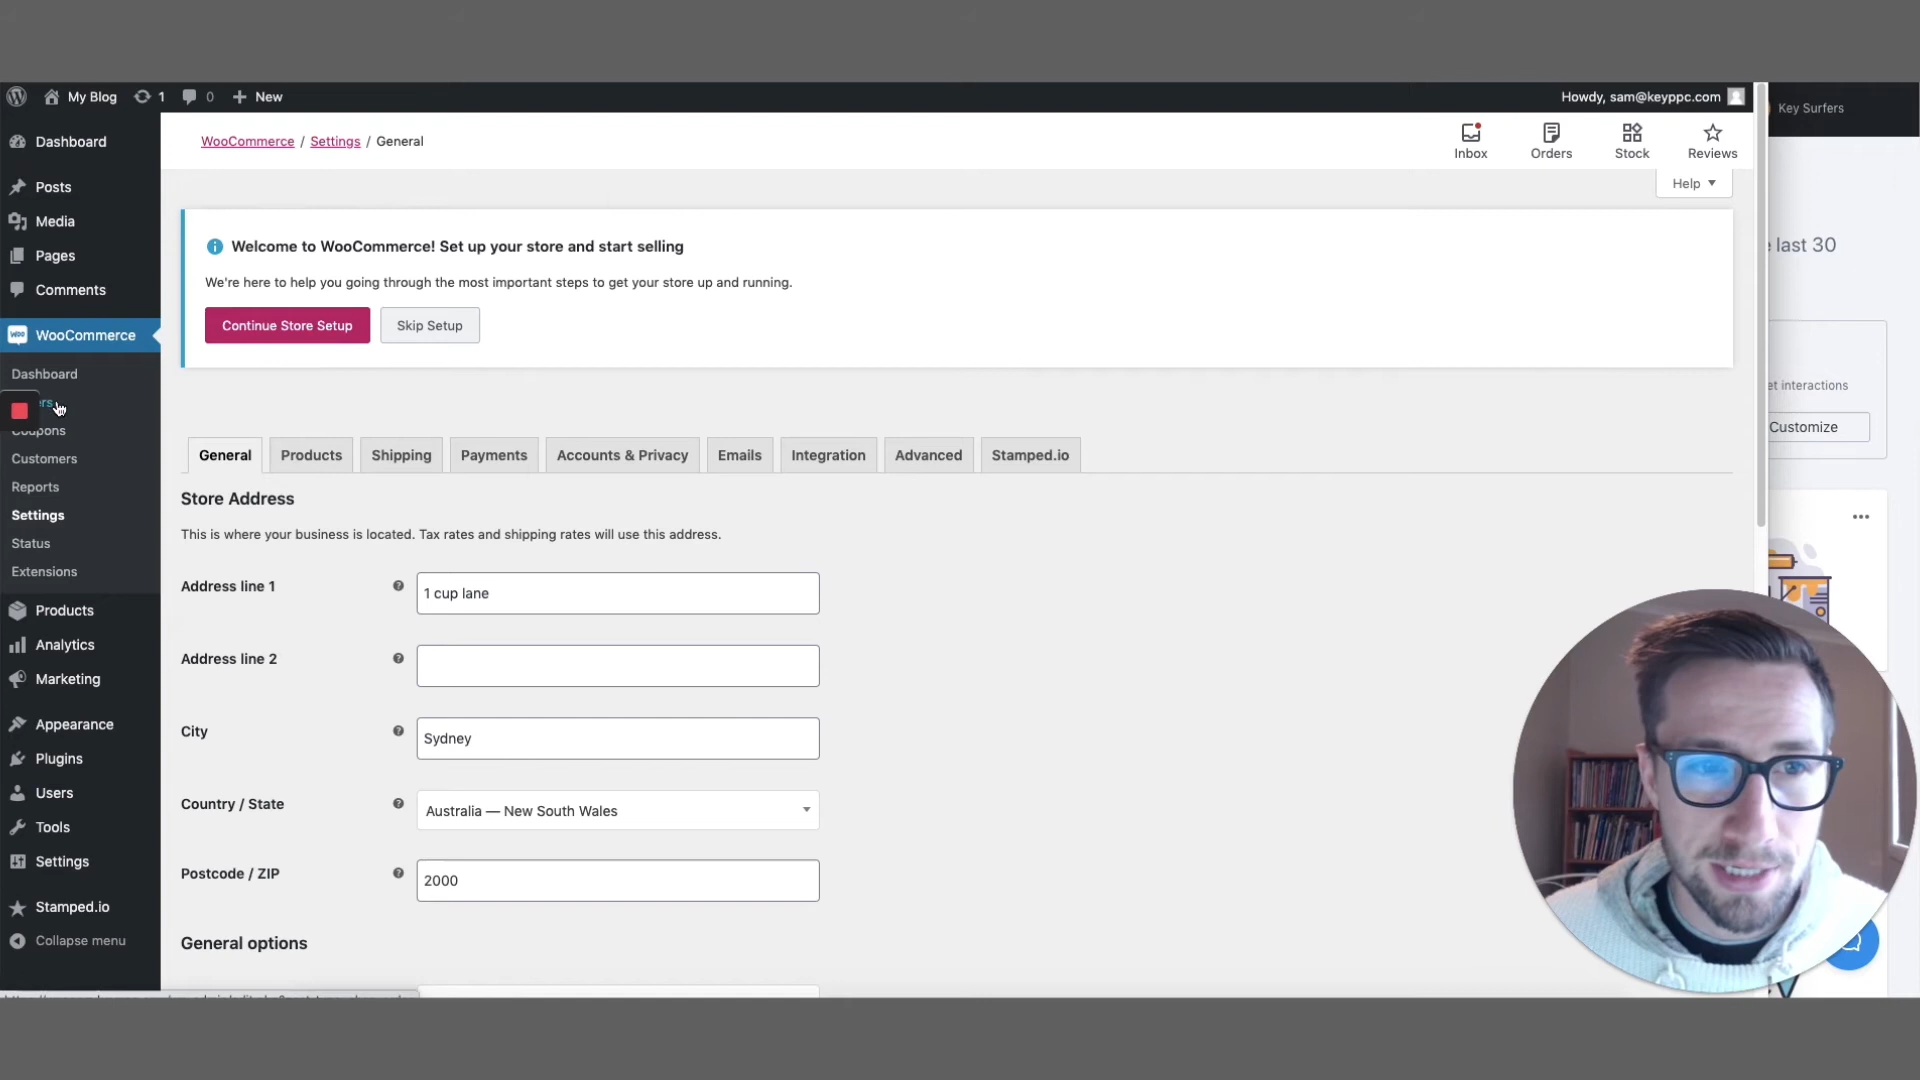 My Blog 1 0 New Howdy, sam@keyppc.com
Key Surfers
Dashboard
Posts
Media
Pages
Comments
WooCommerce
Dashboard
Coupons
Customers
Reports
Settings
Status
Extensions
Products
Analytics
Marketing
Appearance
Plugins
Users
Tools
Settings
Stamped.io
Collapse menu
WooCommerce / Settings / General
Inbox Orders Stock Reviews
Help
Welcome to WooCommerce! Set up your store and start selling
We're here to help you going through the most important steps to get your store up and running.
Continue Store Setup Skip Setup
General Products Shipping Payments Accounts & Privacy Emails Integration Advanced Stamped.io
Store Address
This is where your business is located. Tax rates and shipping rates will use this address.
Address line 1 1 cup lane
Address line 2
City Sydney
Country / State Australia — New South Wales
Postcode / ZIP 2000
General options
last 30
interactions
Customize